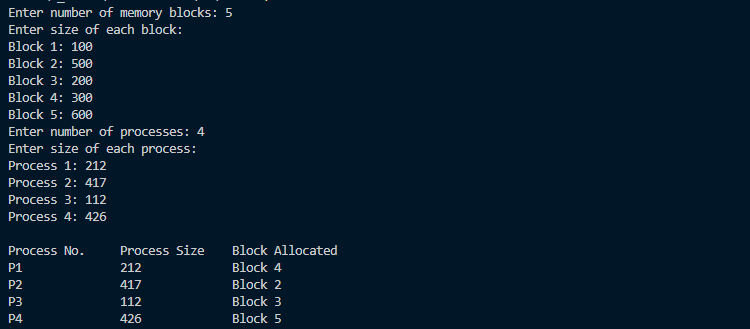 Enter number of memory blocks: 5
Enter size of each block:
Block 1: 100
Block 2: 500
Block 3: 200
Block 4: 300
Block 5: 600
Enter number of processes: 4
Enter size of each process:
Process 1: 212
Process 2: 417
Process 3: 112
Process 4: 426

Process No.     Process Size    Block Allocated
P1              212             Block 4
P2              417             Block 2
P3              112             Block 3
P4              426             Block 5